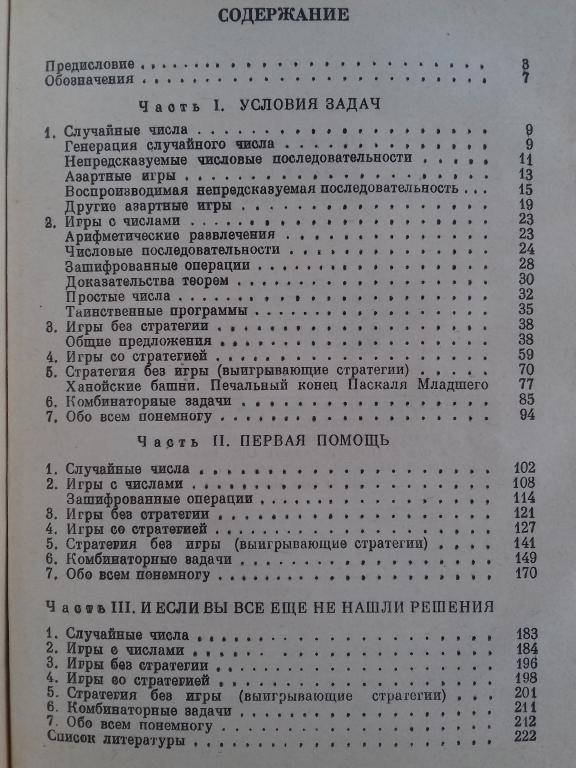 СОДЕРЖАНИЕ
Предисловие . . . . . . . . . . . . . . . . . . . . 3
Обозначения . . . . . . . . . . . . . . . . . . . . 7
Часть I. УСЛОВИЯ ЗАДАЧ
1. Случайные числа . . . . . . . . . . . . . . . . 9
Генерация случайного числа . . . . . . . . . . . 9
Непредсказуемые числовые последовательности . . . . . 11
Азартные игры . . . . . . . . . . . . . . . . . . 13
Воспроизводимая непредсказуемая последовательность . . . 15
Другие азартные игры . . . . . . . . . . . . . . 19
2. Игры с числами . . . . . . . . . . . . . . . . . 23
Арифметические развлечения . . . . . . . . . . . 23
Числовые последовательности . . . . . . . . . . . 24
Зашифрованные операции . . . . . . . . . . . . . 28
Доказательства теорем . . . . . . . . . . . . . . 30
Простые числа . . . . . . . . . . . . . . . . . . 32
Таинственные программы . . . . . . . . . . . . . 35
3. Игры без стратегии . . . . . . . . . . . . . . . 38
Общие предложения . . . . . . . . . . . . . . . . 38
4. Игры со стратегией . . . . . . . . . . . . . . . 59
5. Стратегия без игры (выигрывающие стратегии) . . . . . 70
Ханойские башни. Печальный конец Паскаля Младшего 77
6. Комбинаторные задачи . . . . . . . . . . . . . . 85
7. Обо всем понемногу . . . . . . . . . . . . . . . 94
Часть II. ПЕРВАЯ ПОМОЩЬ
1. Случайные числа . . . . . . . . . . . . . . . . 102
2. Игры с числами . . . . . . . . . . . . . . . . . 108
Зашифрованные операции . . . . . . . . . . . . . 114
3. Игры без стратегии . . . . . . . . . . . . . . . 121
4. Игры со стратегией . . . . . . . . . . . . . . . 127
5. Стратегия без игры (выигрывающие стратегии) . . . . 141
6. Комбинаторные задачи . . . . . . . . . . . . . . 149
7. Обо всем понемногу . . . . . . . . . . . . . . . 170
Часть III. И ЕСЛИ ВЫ ВСЕ ЕЩЕ НЕ НАШЛИ РЕШЕНИЯ
1. Случайные числа . . . . . . . . . . . . . . . . 183
2. Игры с числами . . . . . . . . . . . . . . . . . 184
3. Игры без стратегии . . . . . . . . . . . . . . . 196
4. Игры со стратегией . . . . . . . . . . . . . . . 198
5. Стратегия без игры (выигрывающие стратегии) . . . 201
6. Комбинаторные задачи . . . . . . . . . . . . . . 211
7. Обо всем понемногу . . . . . . . . . . . . . . . 212
Список литературы . . . . . . . . . . . . . . . . . 222